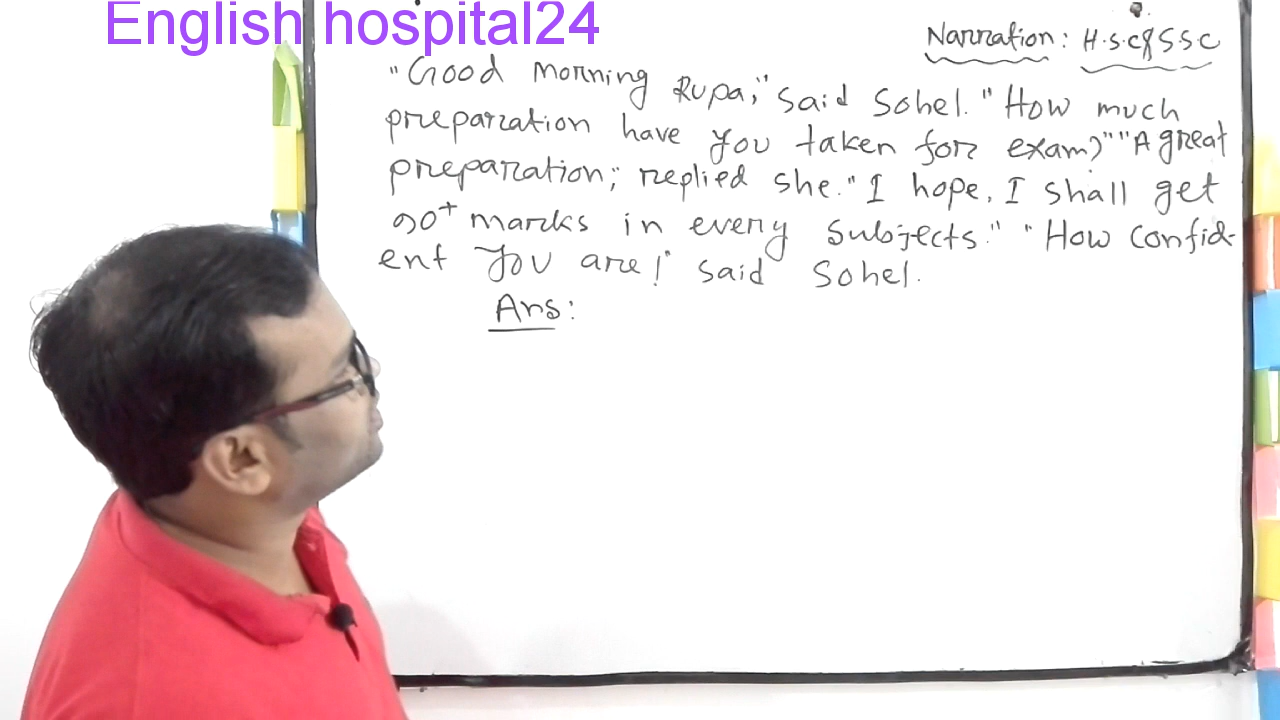 English hospital24
Narration: H.S.C & S.S.C
"Good morning Rupa," said Sohel. "How much
preparation have you taken for exam?" "A great
preparation," replied she. "I hope, I shall get
90+ marks in every subjects." "How confid-
ent you are!" said Sohel.
Ans: